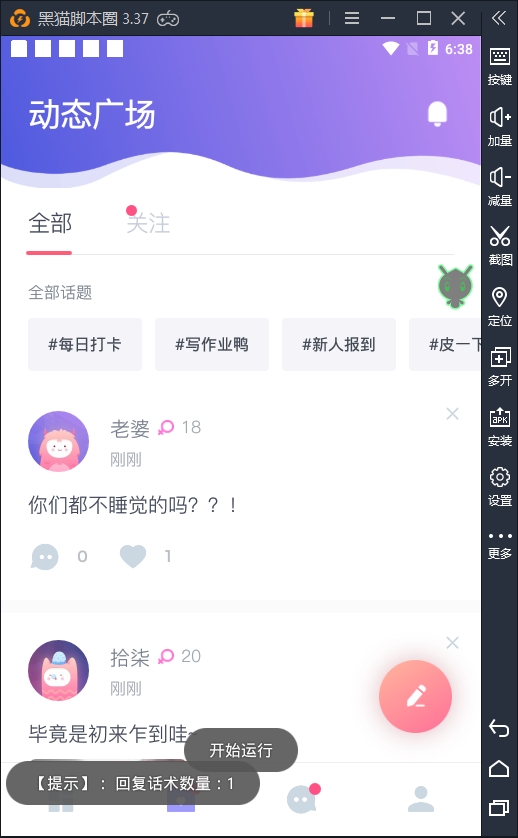 黑猫脚本圈 3.37
6:38
动态广场
全部
关注
全部话题
#每日打卡
#写作业鸭
#新人报到
#皮一下
老婆
18
刚刚
你们都不睡觉的吗？？！
0
1
拾柒
20
刚刚
毕竟是初来乍到哇~
开始运行
【提示】：回复话术数量：1
按键
加量
减量
截图
定位
多开
APK
安装
设置
更多